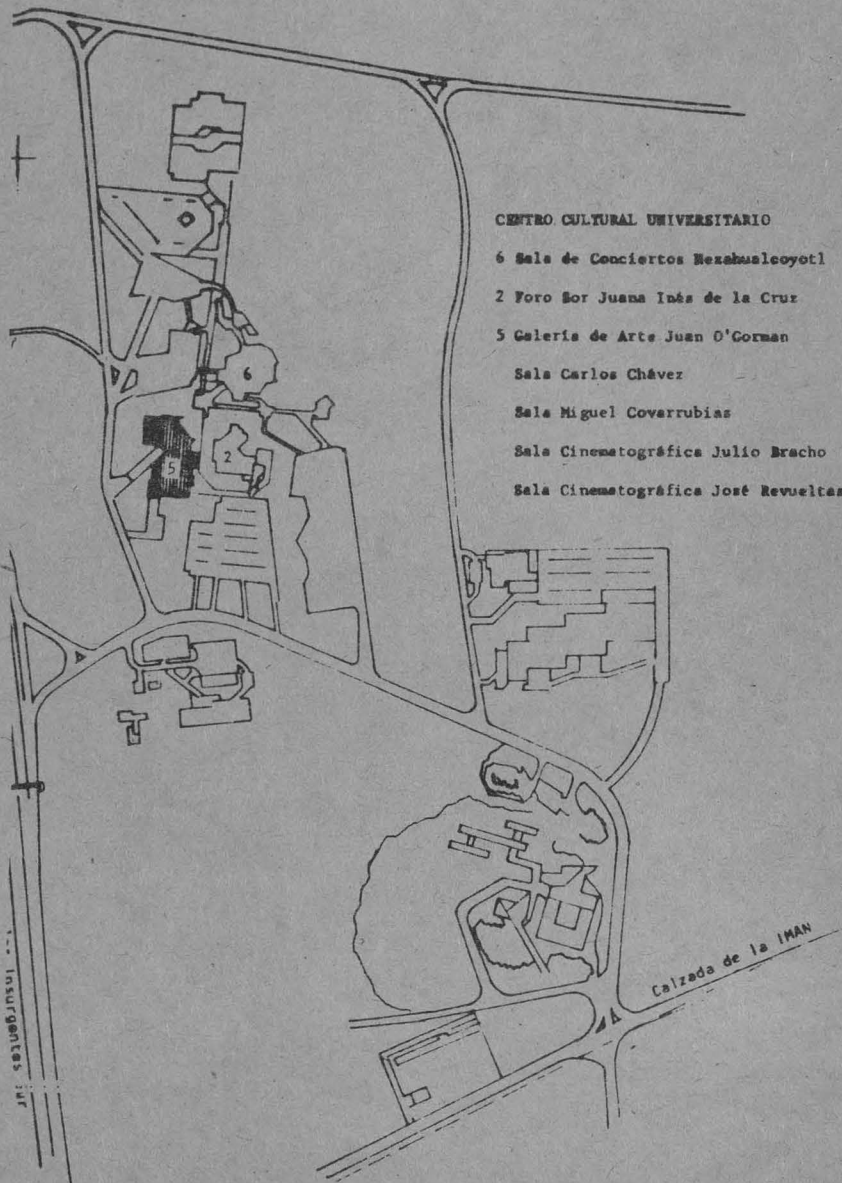 CENTRO CULTURAL UNIVERSITARIO
6 Sala de Conciertos Nezahualcoyotl
2 Foro Sor Juana Inés de la Cruz
5 Galería de Arte Juan O'Gorman
Sala Carlos Chávez
Sala Miguel Covarrubias
Sala Cinematográfica Julio Bracho
Sala Cinematográfica José Revueltas
6
5
2
Calzada de la IMAN
Insurgentes Sur